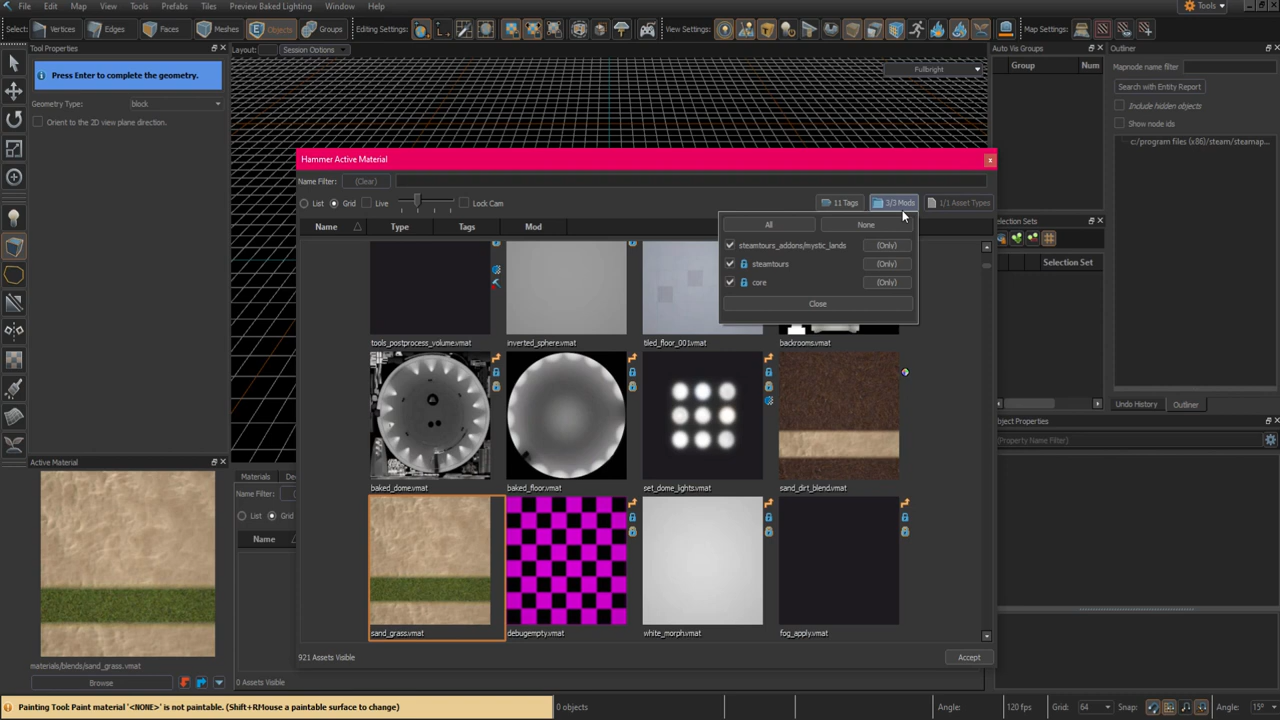 File Edit Map View Tools Prefabs Tiles Preview Baked Lighting Window Help Tools
Select: Vertices Edges Faces Meshes Objects Groups Editing Settings: View Settings: Map Settings:
Tool Properties
Layout: Session Options
Auto Vis Groups
Outliner
Press Enter to complete the geometry.
Fullbright
Group Num
Mapnode name filter
Search with Entity Report
Geometry Type: block
Include hidden objects
Orient to the 2D view plane direction.
Show node ids
c:/program files (x86)/steam/steamap...
Hammer Active Material
Name Filter: (Clear)
List Grid Live Lock Cam
11 Tags 3/3 Mods 1/1 Asset Types
Name Type Tags Mod
All None
steamtours_addons/mystic_lands (Only)
steamtours (Only)
core (Only)
Close
election Sets
Object Set
tools_postprocess_volume.vmat inverted_sphere.vmat tiled_floor_001.vmat backrooms.vmat
Undo History Outliner
bject Properties
(Property Name Filter)
baked_dome.vmat baked_floor.vmat set_dome_lights.vmat sand_dirt_blend.vmat
Active Material
Materials De
Name Filter:
List Grid
Name
sand_grass.vmat debugempty.vmat white_morph.vmat fog_apply.vmat
921 Assets Visible
Accept
materials/blends/sand_grass.vmat
Browse
0 Assets Visible
Painting Tool: Paint material '<NONE>' is not paintable. (Shift+RMouse a paintable surface to change)
0 objects Angle: 120 fps Grid: 64 Snap: Angle: 15°